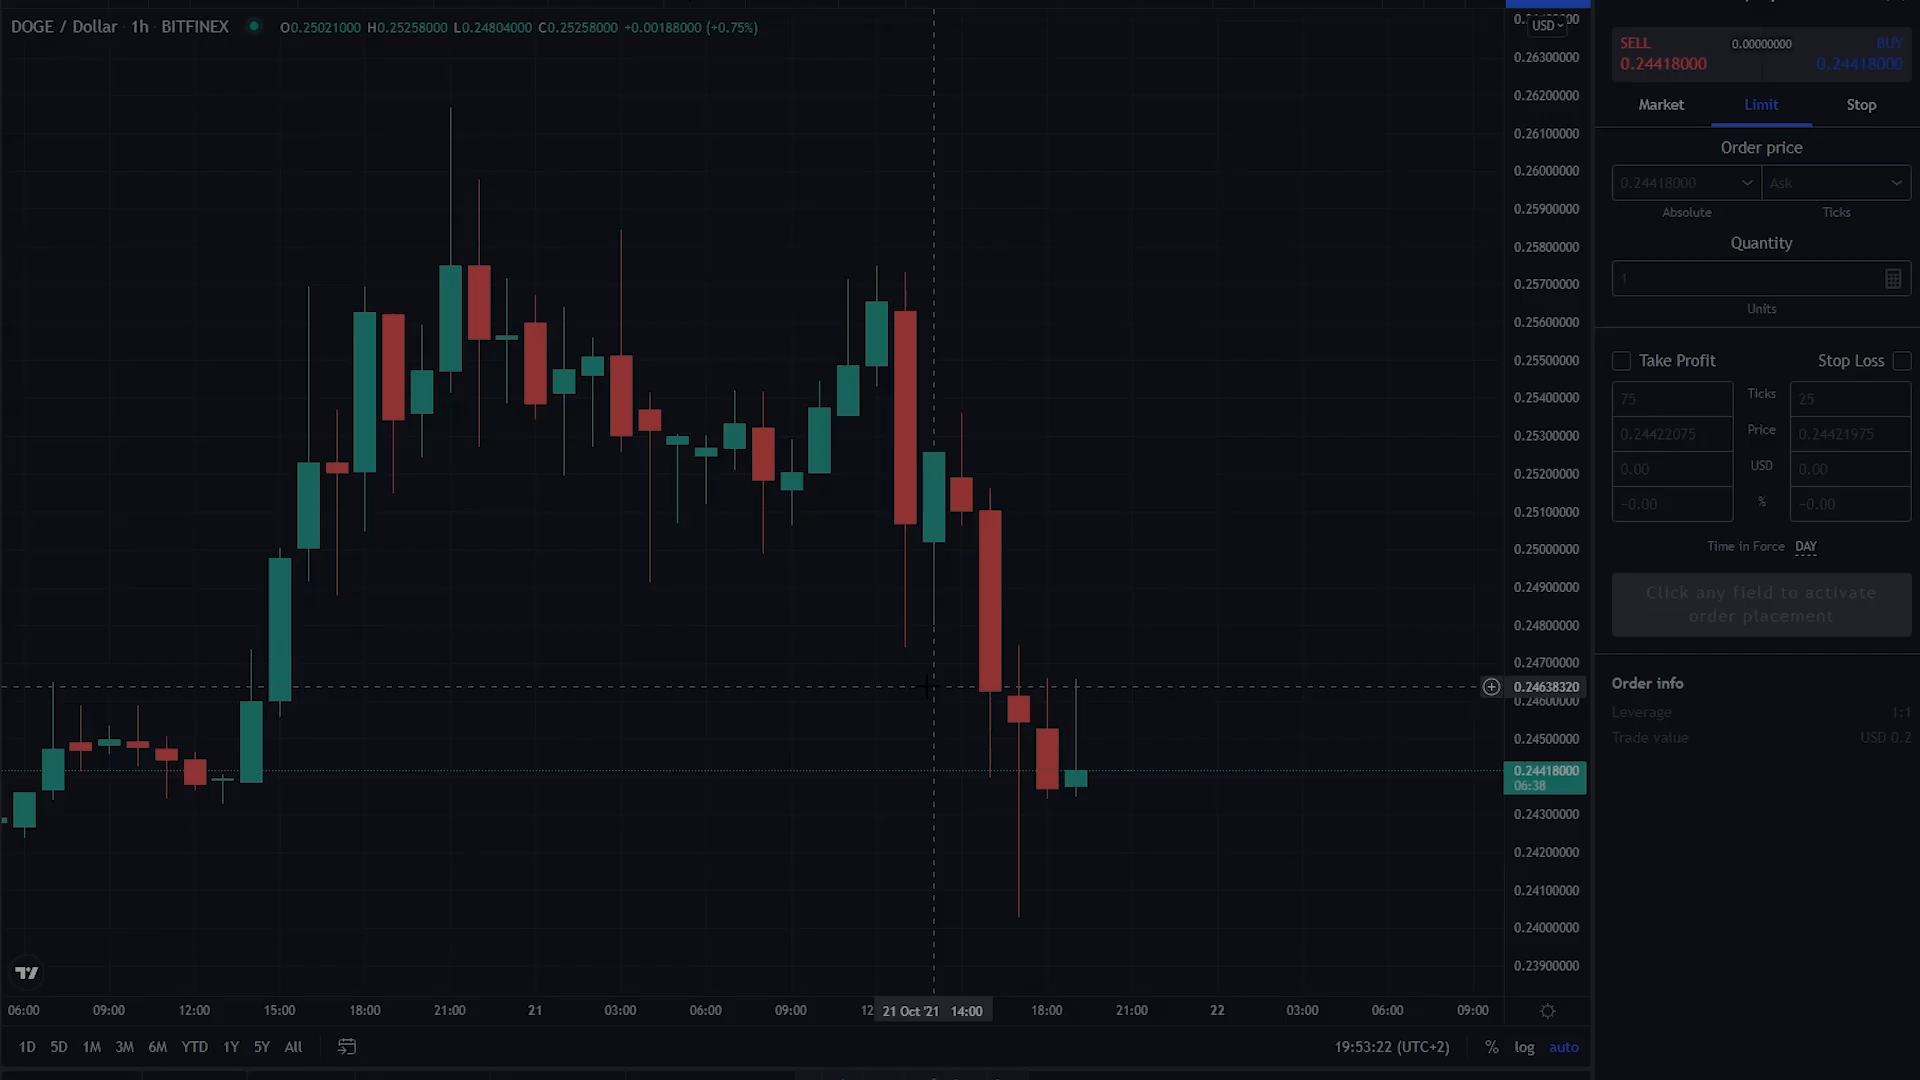 DOGE / Dollar · 1h · BITFINEX O0.25021000 H0.25258000 L0.24804000 C0.25258000 +0.00188000 (+0.75%)
USD
0.26300000
0.26200000
0.26100000
0.26000000
0.25900000
0.25800000
0.25700000
0.25600000
0.25500000
0.25400000
0.25300000
0.25200000
0.25100000
0.25000000
0.24900000
0.24800000
0.24700000
0.24638320
0.24600000
0.24500000
0.24418000
06:38
0.24300000
0.24200000
0.24100000
0.24000000
0.23900000
06:00 09:00 12:00 15:00 18:00 21:00 21 03:00 06:00 09:00 12 21 Oct '21 14:00 18:00 21:00 22 03:00 06:00 09:00
1D 5D 1M 3M 6M YTD 1Y 5Y All 19:53:22 (UTC+2) % log auto
SELL 0.00000000 BUY
0.24418000 0.24418000
Market Limit Stop
Order price
0.24418000 Ask
Absolute Ticks
Quantity
1
Units
Take Profit Stop Loss
75 Ticks 25
0.24422075 Price 0.24421975
0.00 USD 0.00
−0.00 % −0.00
Time in Force DAY
Click any field to activate
order placement
Order info
Leverage 1:1
Trade value USD 0.2